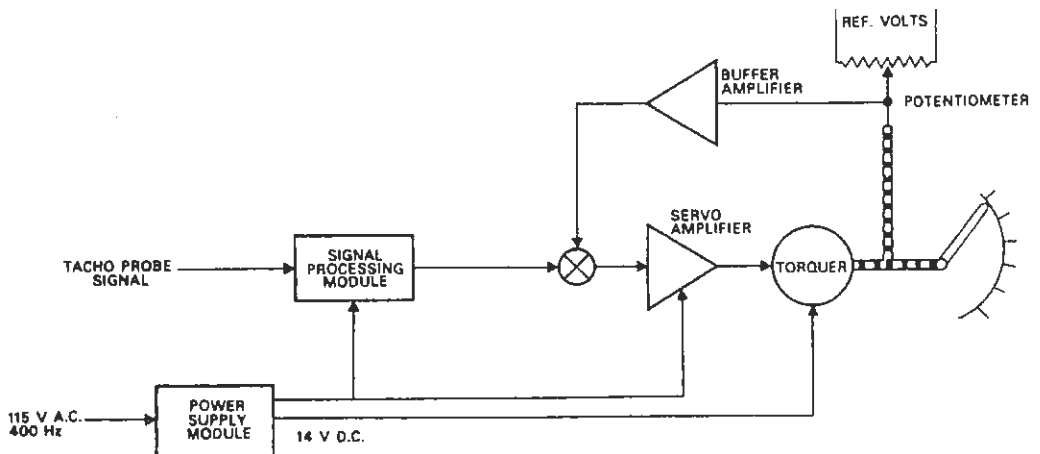 REF. VOLTS
BUFFER
AMPLIFIER
POTENTIOMETER
SERVO
AMPLIFIER
SIGNAL
PROCESSING
MODULE
TACHO PROBE
SIGNAL
TORQUER
115 V A.C.
400 Hz
POWER
SUPPLY
MODULE
14 V D.C.